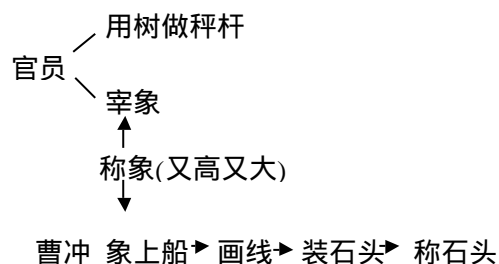 用树做秤杆
官员
宰象
称象(又高又大)
曹冲 象上船 画线 装石头 称石头